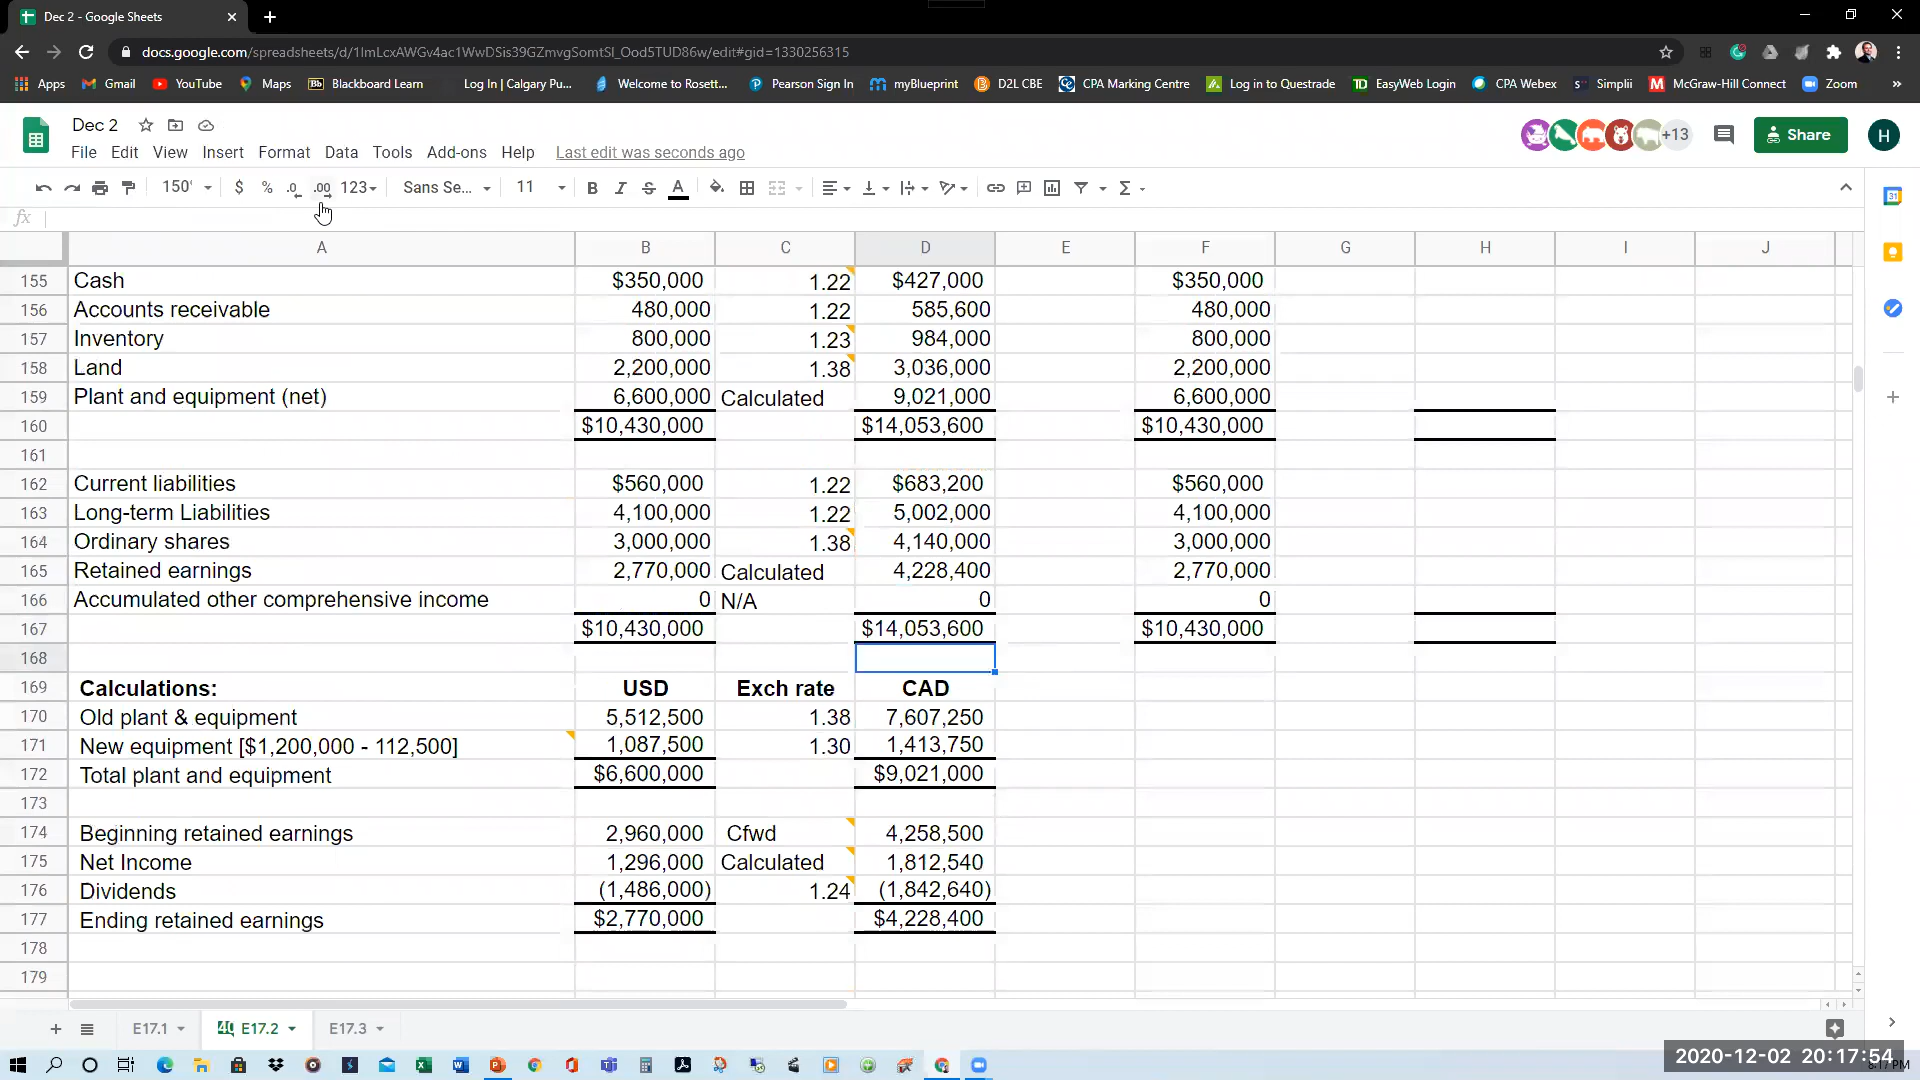 Dec 2 - Google Sheets
docs.google.com/spreadsheets/d/1ImLcxAWGv4ac1WwDSis39GZmvgSomtSl_Ood5TUD86w/edit#gid=1330256315
Apps Gmail YouTube Maps Bb Blackboard Learn Log In | Calgary Pu... Welcome to Rosett... Pearson Sign In myBlueprint D2L CBE CPA Marking Centre Log in to Questrade TD EasyWeb Login CPA Webex Simplii McGraw-Hill Connect Zoom »
Dec 2
+13 Share H
File Edit View Insert Format Data Tools Add-ons Help Last edit was seconds ago
150% $ % .0 .00 123 Sans Se... 11 B I S A
fx
A B C D E F G H I J
155 Cash $350,000 1.22 $427,000 $350,000
156 Accounts receivable 480,000 1.22 585,600 480,000
157 Inventory 800,000 1.23 984,000 800,000
158 Land 2,200,000 1.38 3,036,000 2,200,000
159 Plant and equipment (net) 6,600,000 Calculated 9,021,000 6,600,000
160 $10,430,000 $14,053,600 $10,430,000
161
162 Current liabilities $560,000 1.22 $683,200 $560,000
163 Long-term Liabilities 4,100,000 1.22 5,002,000 4,100,000
164 Ordinary shares 3,000,000 1.38 4,140,000 3,000,000
165 Retained earnings 2,770,000 Calculated 4,228,400 2,770,000
166 Accumulated other comprehensive income 0 N/A 0 0
167 $10,430,000 $14,053,600 $10,430,000
168
169 Calculations: USD Exch rate CAD
170 Old plant & equipment 5,512,500 1.38 7,607,250
171 New equipment [$1,200,000 - 112,500] 1,087,500 1.30 1,413,750
172 Total plant and equipment $6,600,000 $9,021,000
173
174 Beginning retained earnings 2,960,000 Cfwd 4,258,500
175 Net Income 1,296,000 Calculated 1,812,540
176 Dividends (1,486,000) 1.24 (1,842,640)
177 Ending retained earnings $2,770,000 $4,228,400
178
179
E17.1 E17.2 E17.3
2020-12-02 20:17:54
8:17 PM